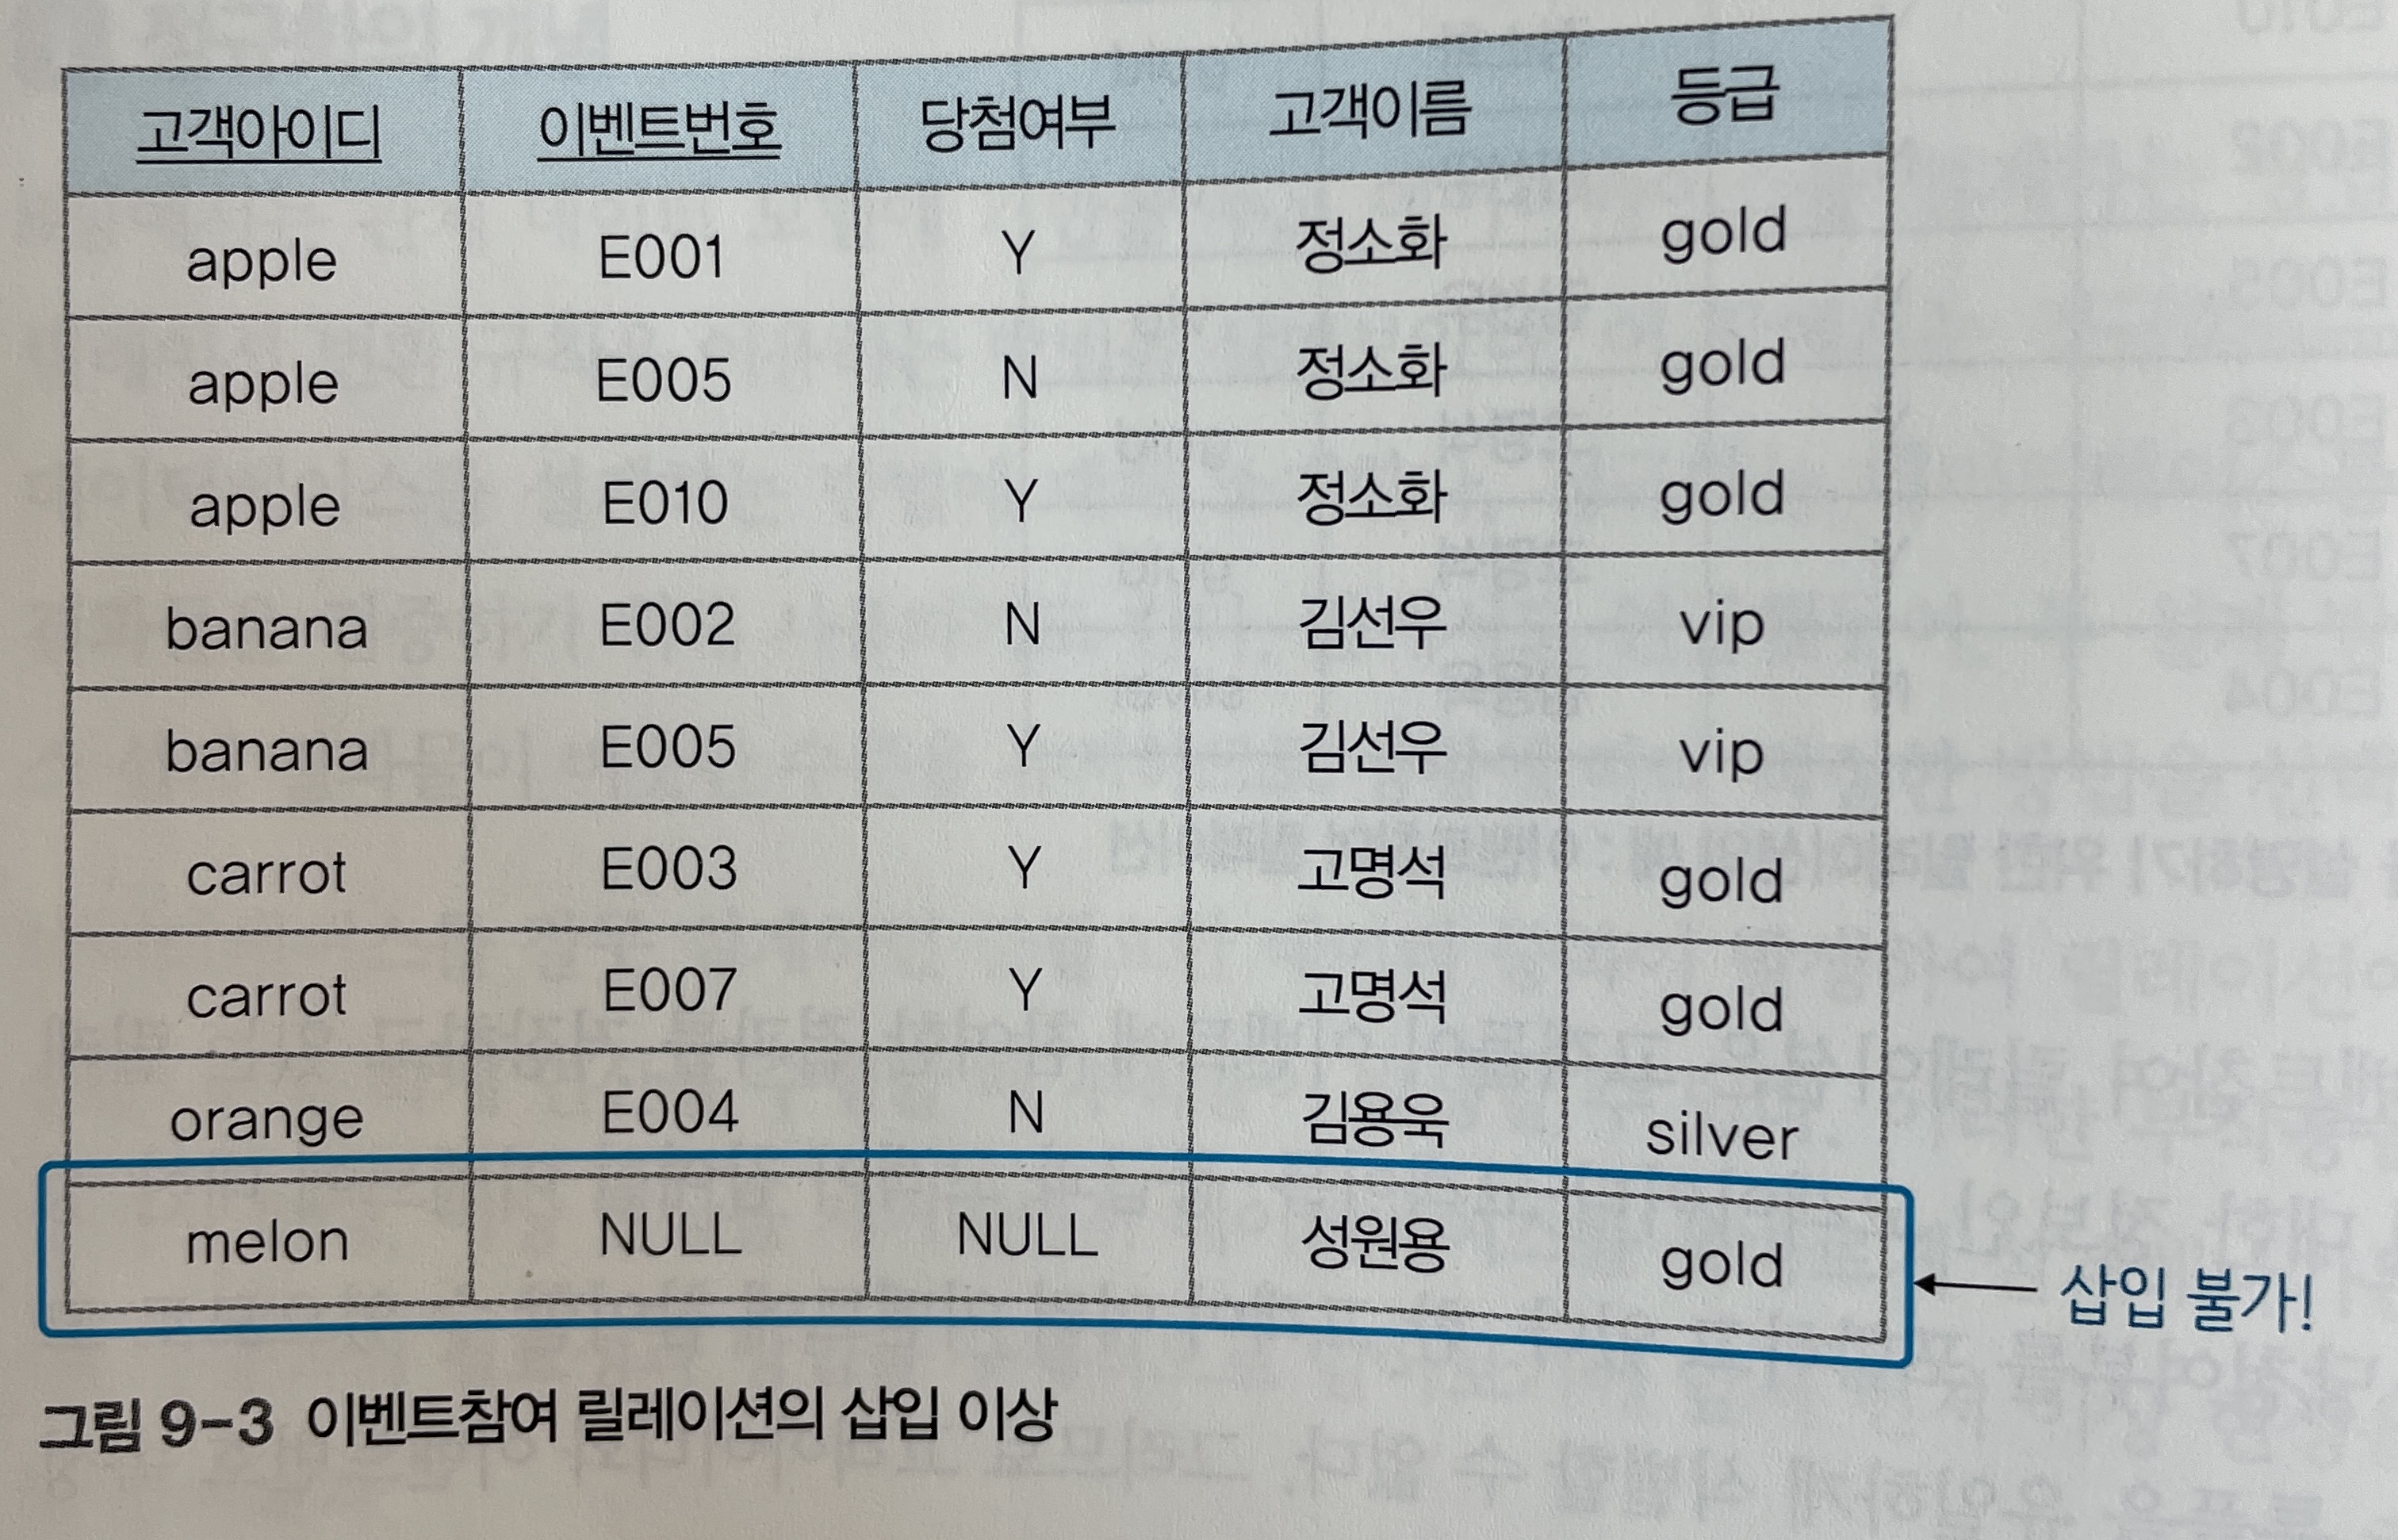 고객아이디 이벤트번호 당첨여부 고객이름 등급
apple E001 Y 정소화 gold
apple E005 N 정소화 gold
apple E010 Y 정소화 gold
banana E002 N 김선우 vip
banana E005 Y 김선우 vip
carrot E003 Y 고명석 gold
carrot E007 Y 고명석 gold
orange E004 N 김용욱 silver
melon NULL NULL 성원용 gold
삽입 불가!
그림 9-3 이벤트참여 릴레이션의 삽입 이상